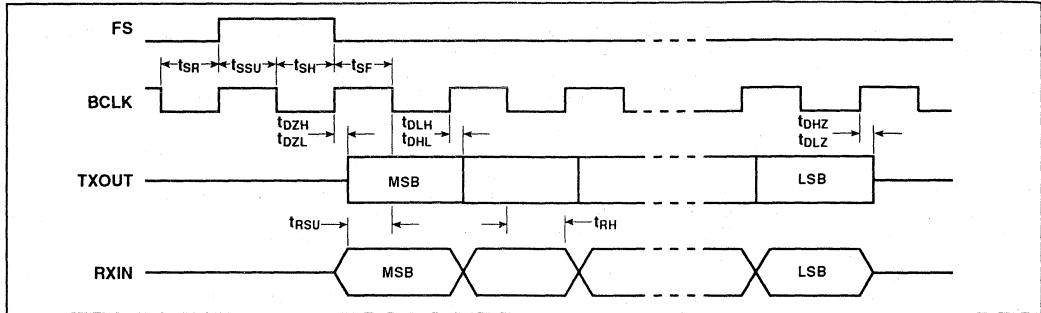 FS
tSR tSSU tSH tSF
BCLK
tDZH tDLH tDHZ
tDZL tDHL tDLZ
TXOUT MSB LSB
tRSU tRH
RXIN MSB LSB